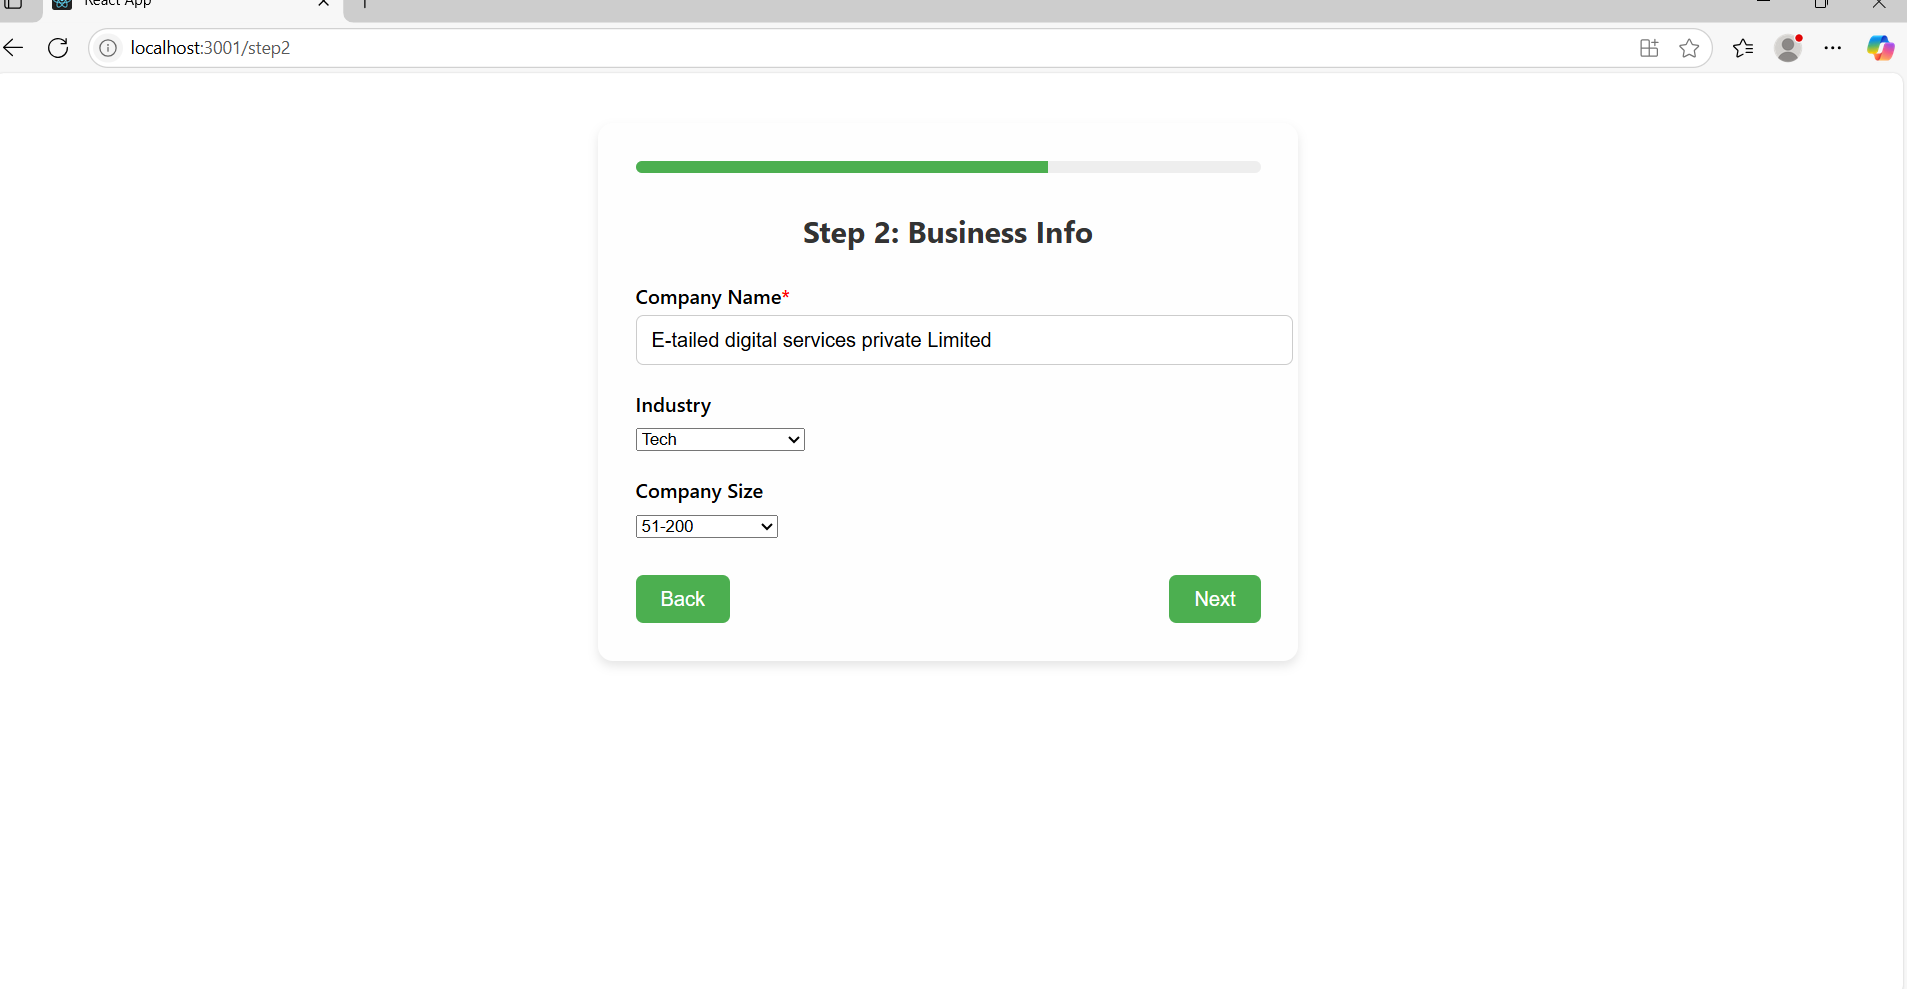 React App
localhost:3001/step2
Step 2: Business Info
Company Name*
E-tailed digital services private Limited
Industry
Tech
Company Size
51-200
Back
Next